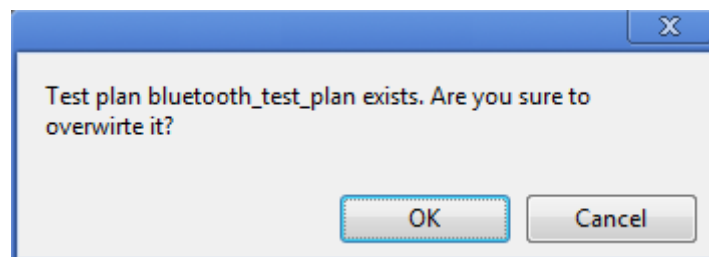 Test plan bluetooth_test_plan exists. Are you sure to
overwirte it?
OK Cancel